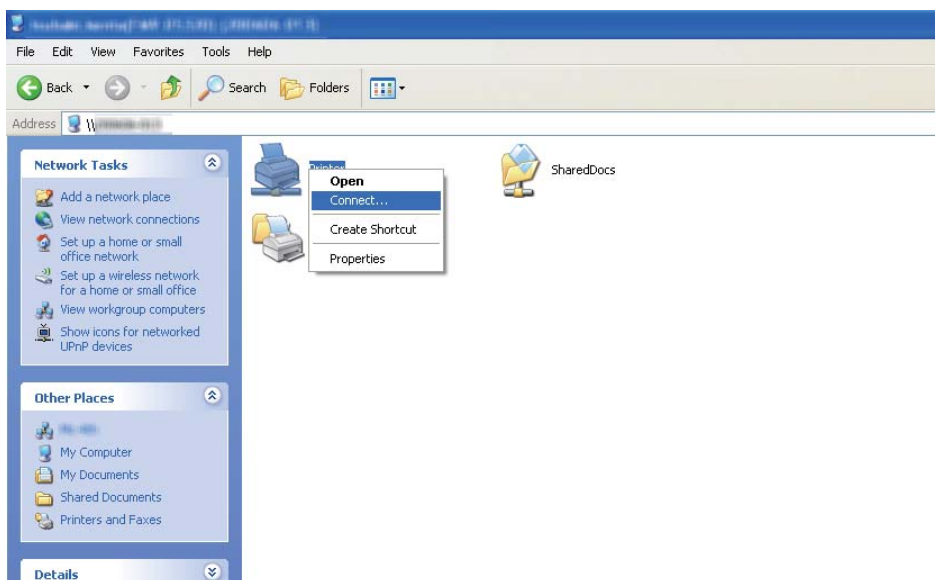 File Edit View Favorites Tools Help
Back Search Folders
Address \\
Network Tasks
Add a network place
View network connections
Set up a home or small
office network
Set up a wireless network
for a home or small office
View workgroup computers
Show icons for networked
UPnP devices
Other Places
My Computer
My Documents
Shared Documents
Printers and Faxes
Details
Printer
Open
Connect...
Create Shortcut
Properties
SharedDocs